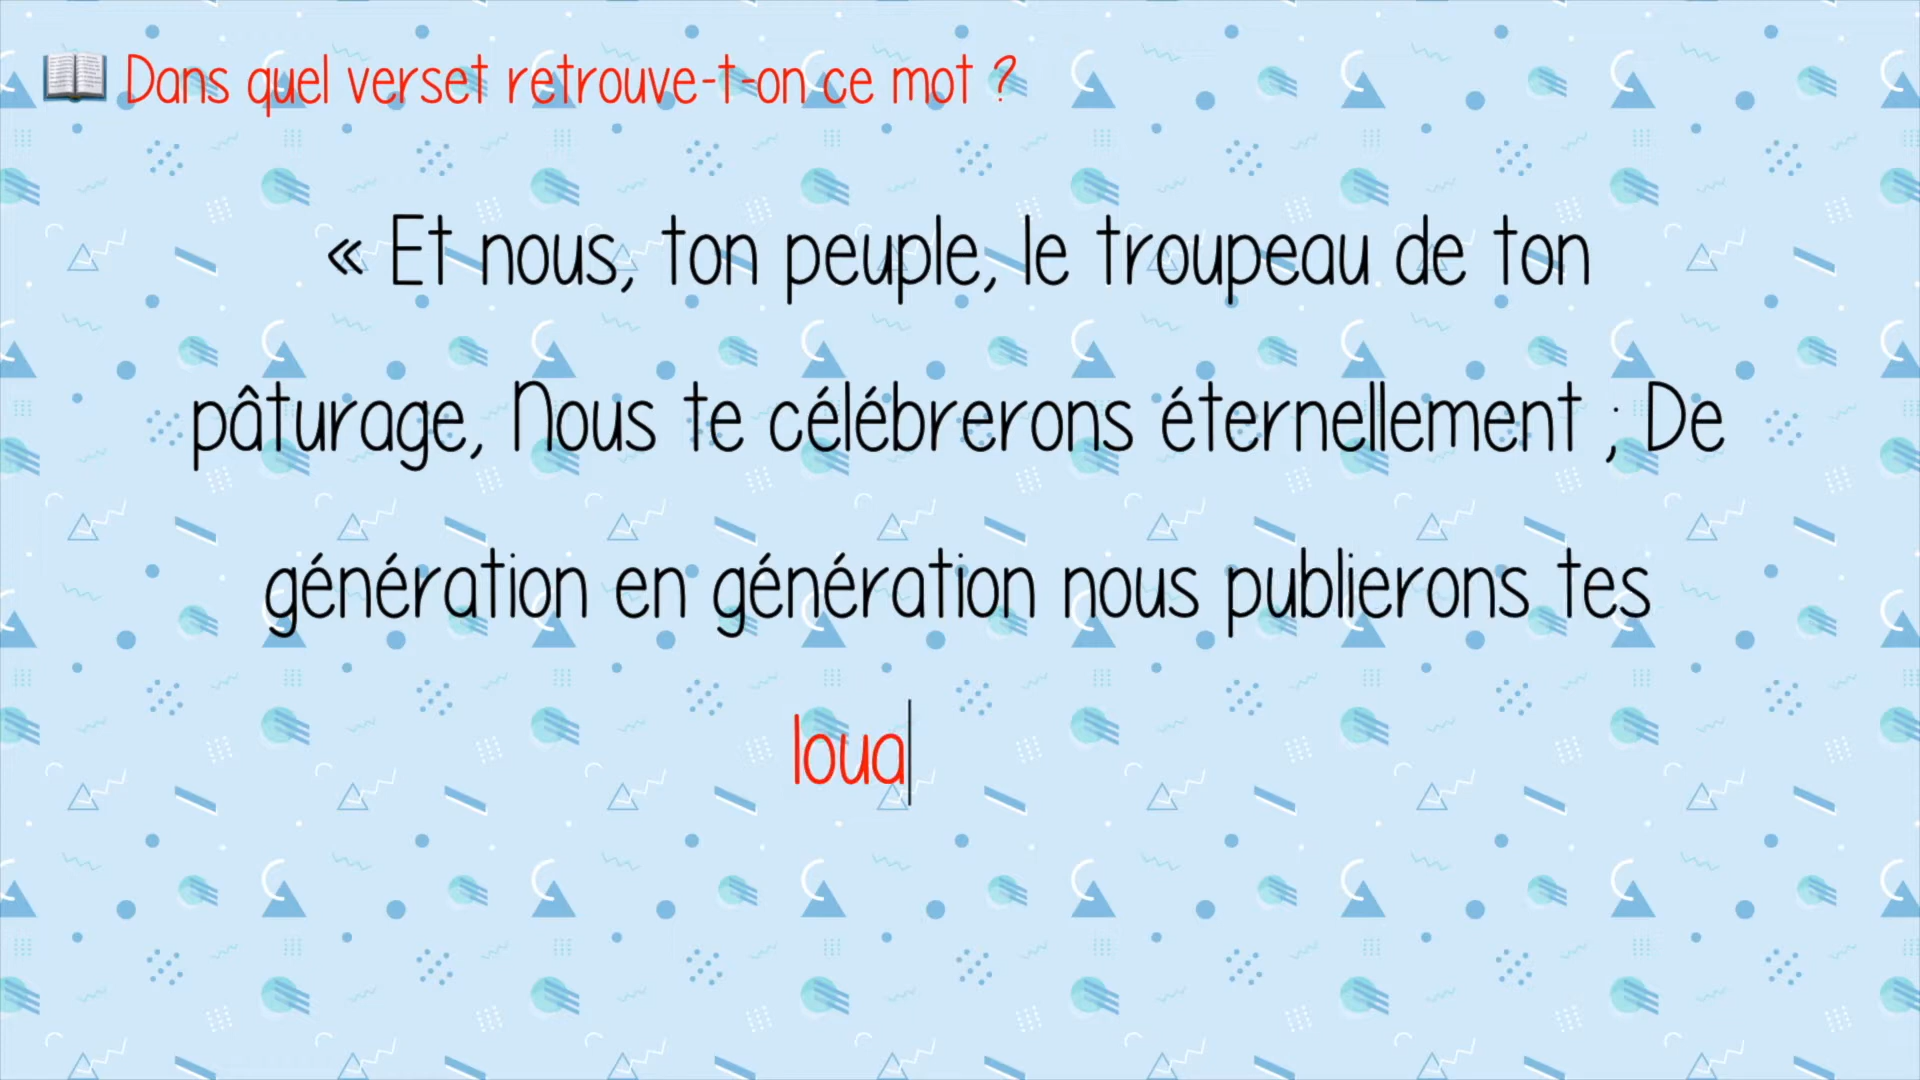 Dans quel verset retrouve-t-on ce mot ?
« Et nous, ton peuple, le troupeau de ton
pâturage, Nous te célébrerons éternellement ; De
génération en génération nous publierons tes
loua